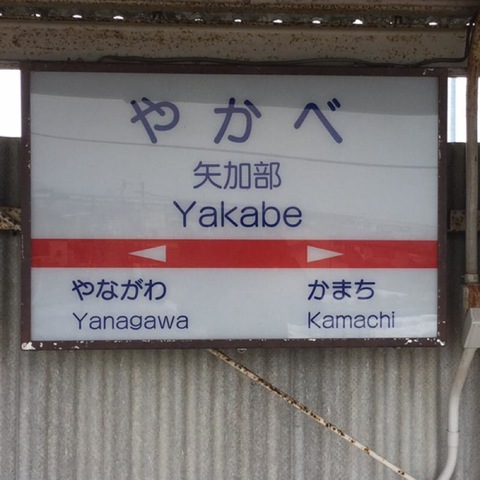 やかべ
矢加部
Yakabe
やながわ かまち
Yanagawa Kamachi